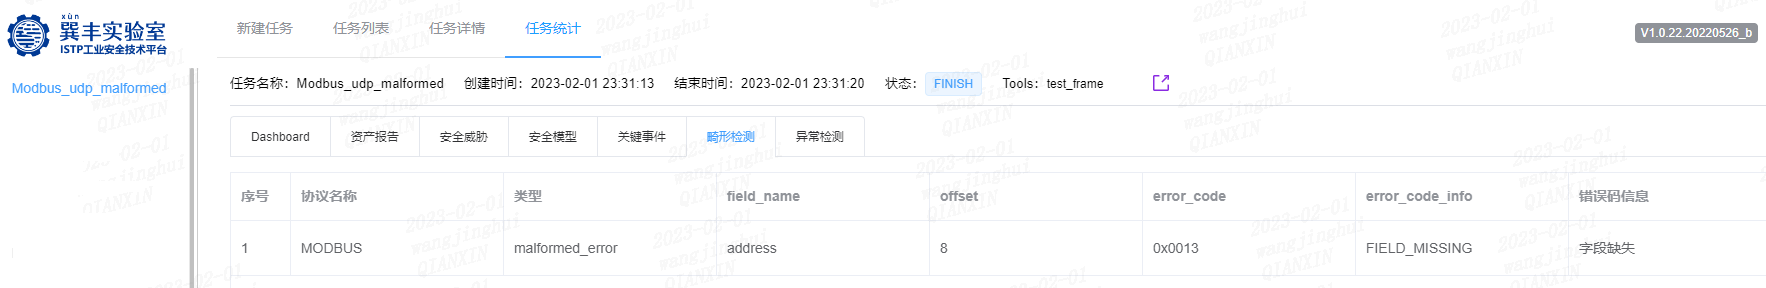 xùn
巽丰实验室
ISTP工业安全技术平台
新建任务 任务列表 任务详情 任务统计
V1.0.22.20220526_b
Modbus_udp_malformed
任务名称：Modbus_udp_malformed 创建时间：2023-02-01 23:31:13 结束时间：2023-02-01 23:31:20 状态： FINISH Tools：test_frame
Dashboard 资产报告 安全威胁 安全模型 关键事件 畸形检测 异常检测
序号 协议名称 类型 field_name offset error_code error_code_info 错误码信息
1 MODBUS malformed_error address 8 0x0013 FIELD_MISSING 字段缺失
2023-02-01
wangjinghui
QIANXIN